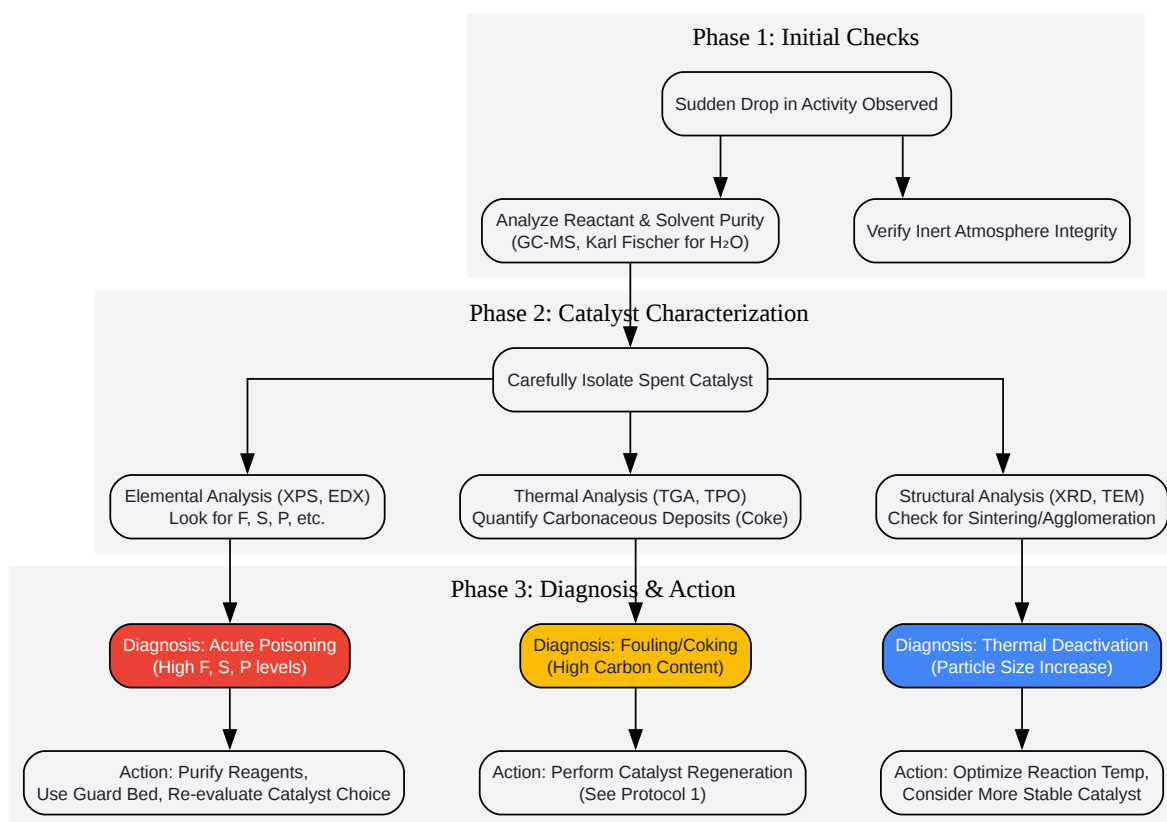 Phase 1: Initial Checks
Sudden Drop in Activity Observed
Analyze Reactant & Solvent Purity
(GC-MS, Karl Fischer for H₂O)
Verify Inert Atmosphere Integrity
Phase 2: Catalyst Characterization
Carefully Isolate Spent Catalyst
Elemental Analysis (XPS, EDX)
Look for F, S, P, etc.
Thermal Analysis (TGA, TPO)
Quantify Carbonaceous Deposits (Coke)
Structural Analysis (XRD, TEM)
Check for Sintering/Agglomeration
Phase 3: Diagnosis & Action
Diagnosis: Acute Poisoning
(High F, S, P levels)
Diagnosis: Fouling/Coking
(High Carbon Content)
Diagnosis: Thermal Deactivation
(Particle Size Increase)
Action: Purify Reagents,
Use Guard Bed, Re-evaluate Catalyst Choice
Action: Perform Catalyst Regeneration
(See Protocol 1)
Action: Optimize Reaction Temp,
Consider More Stable Catalyst